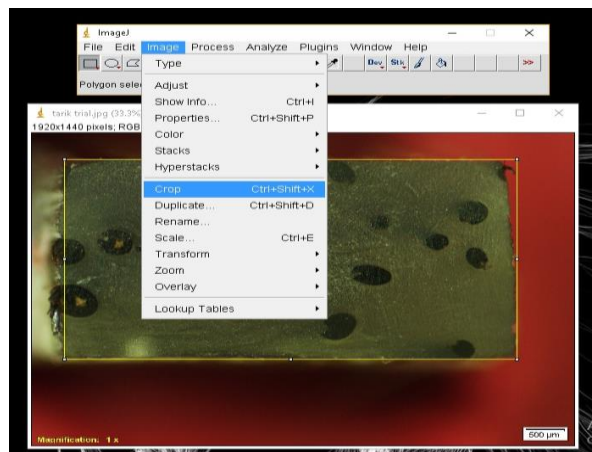 ImageJ
File Edit Image Process Analyze Plugins Window Help
Dev Stk >>
Polygon sele
Type
Adjust
Show Info... Ctrl+I
Properties... Ctrl+Shift+P
Color
Stacks
Hyperstacks
Crop Ctrl+Shift+X
Duplicate... Ctrl+Shift+D
Rename...
Scale... Ctrl+E
Transform
Zoom
Overlay
Lookup Tables
tarik trial.jpg (33.3%
1920x1440 pixels; RGB
Magnification: 1 x
500 µm